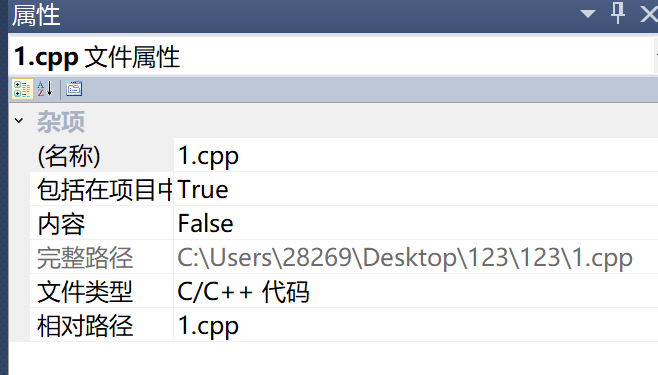 属性
1.cpp 文件属性
杂项
(名称) 1.cpp
包括在项目中 True
内容 False
完整路径 C:\Users\28269\Desktop\123\123\1.cpp
文件类型 C/C++ 代码
相对路径 1.cpp